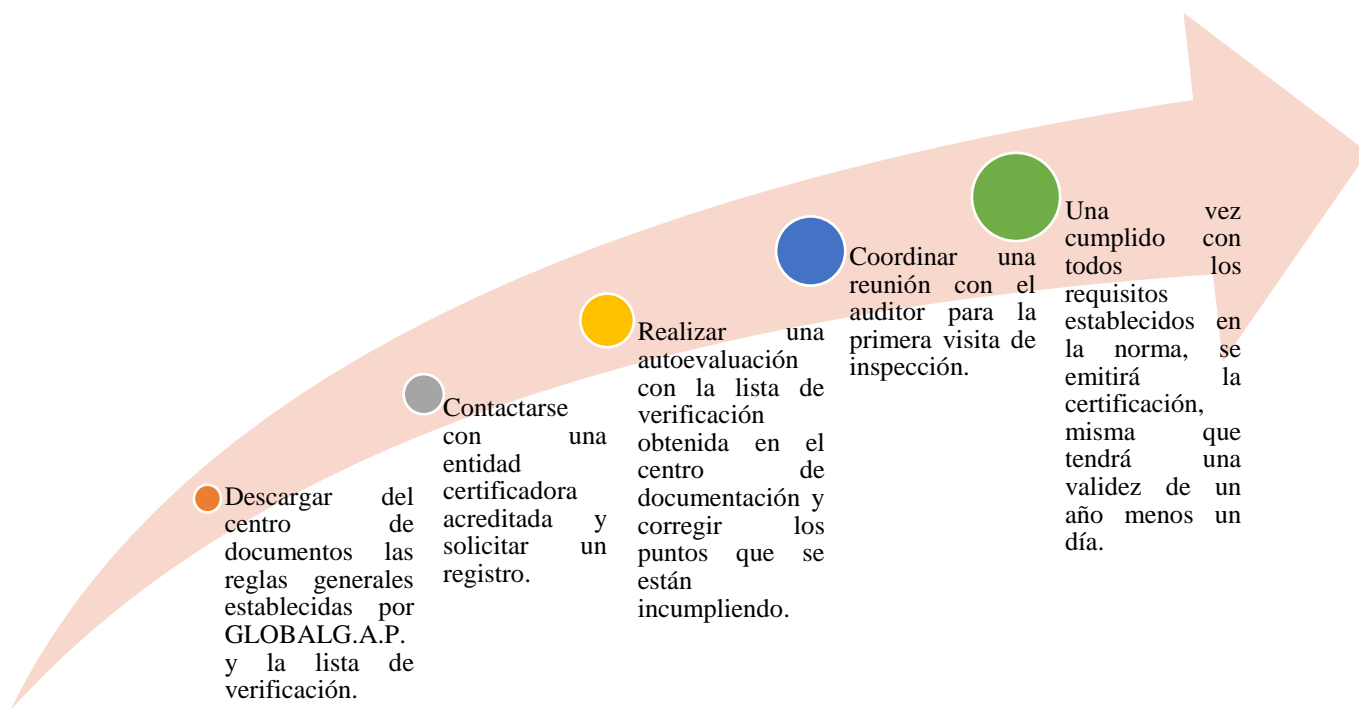 Descargar del
centro de
documentos las
reglas generales
establecidas por
GLOBALG.A.P.
y la lista de
verificación.
Contactarse
con una
entidad
certificadora
acreditada y
solicitar un
registro.
Realizar una
autoevaluación
con la lista de
verificación
obtenida en el
centro de
documentación y
corregir los
puntos que se
están
incumpliendo.
Coordinar una
reunión con el
auditor para la
primera visita de
inspección.
Una vez
cumplido con
todos los
requisitos
establecidos en
la norma, se
emitirá la
certificación,
misma que
tendrá una
validez de un
año menos un
día.